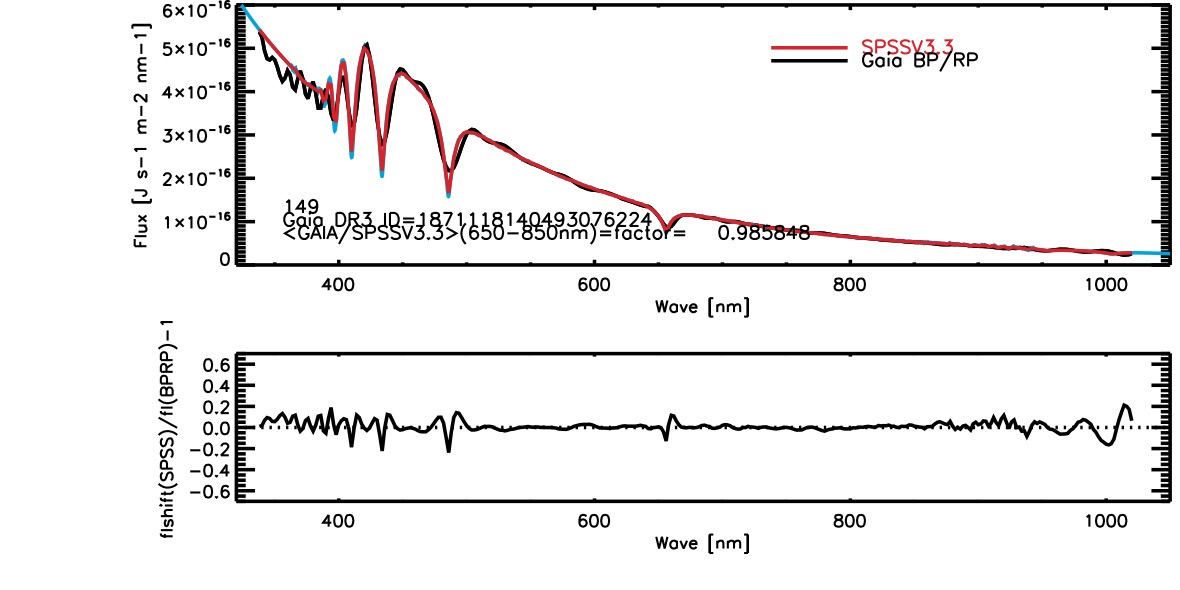 6×10−16
5×10−16
4×10−16
3×10−16
2×10−16
1×10−16
0
Flux [J s−1 m−2 nm−1]
SPSSV3.3
Gaia BP/RP
149
Gaia DR3 ID=1871118140493076224
<GAIA/SPSSV3.3>(650−850nm)=factor= 0.985848
400 600 800 1000
Wave [nm]
flshift(SPSS)/fl(BPRP)−1
0.6
0.4
0.2
0.0
−0.2
−0.4
−0.6
400 600 800 1000
Wave [nm]